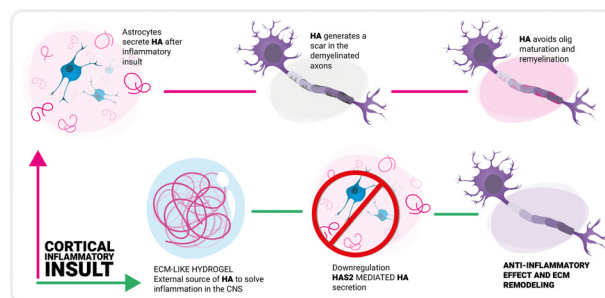 Astrocytes
secrete HA after
inflammatory
insult
HA generates a
scar in the
demyelinated
axons
HA avoids olig
maturation and
remyelination
CORTICAL
INFLAMMATORY
INSULT
ECM-LIKE HYDROGEL
External source of HA to solve
inflammation in the CNS
Downregulation
HAS2 MEDIATED HA
secretion
ANTI-INFLAMMATORY
EFFECT AND ECM
REMODELING